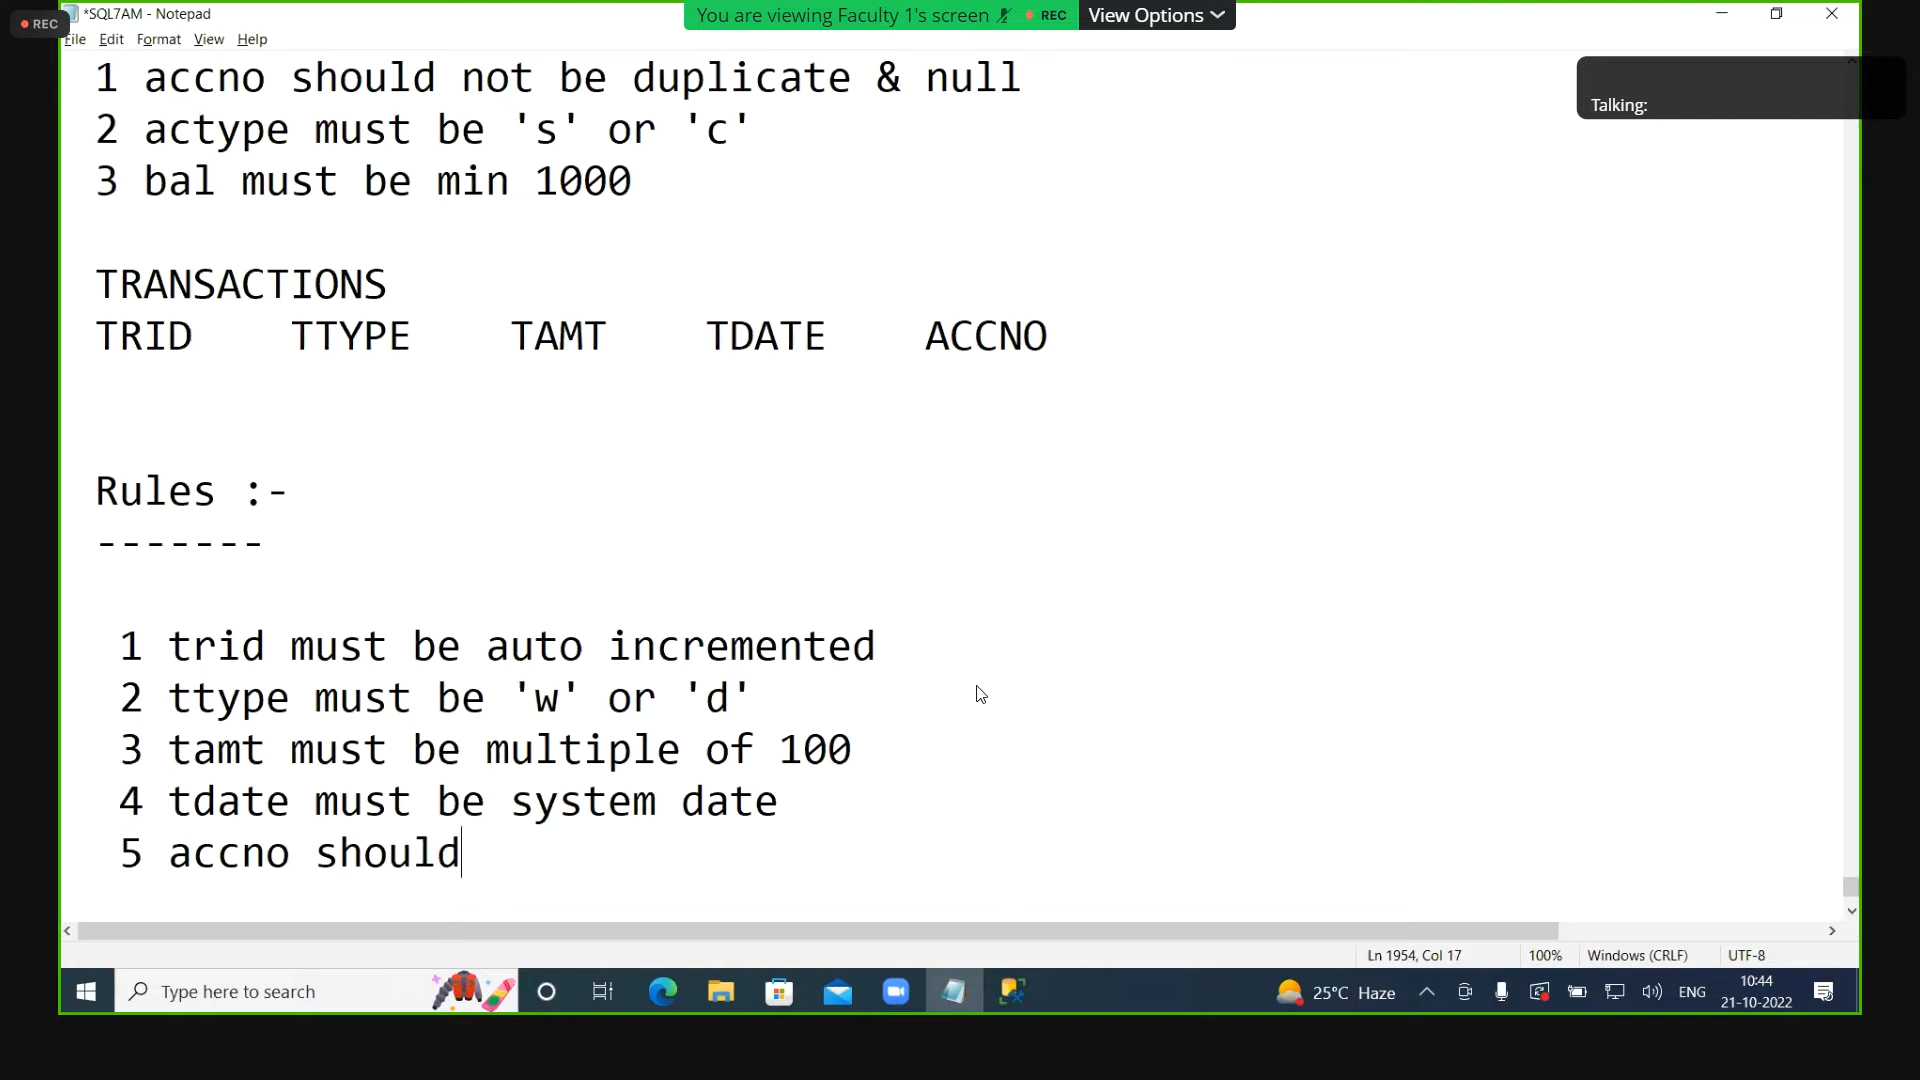 REC
*SQL7AM - Notepad
You are viewing Faculty 1's screen
REC
View Options
File Edit Format View Help
Talking:
1 accno should not be duplicate & null
2 actype must be 's' or 'c'
3 bal must be min 1000
TRANSACTIONS
TRID TTYPE TAMT TDATE ACCNO
Rules :-
-------
1 trid must be auto incremented
2 ttype must be 'w' or 'd'
3 tamt must be multiple of 100
4 tdate must be system date
5 accno should
Ln 1954, Col 17 100% Windows (CRLF) UTF-8
Type here to search
25°C Haze
ENG
10:44
21-10-2022